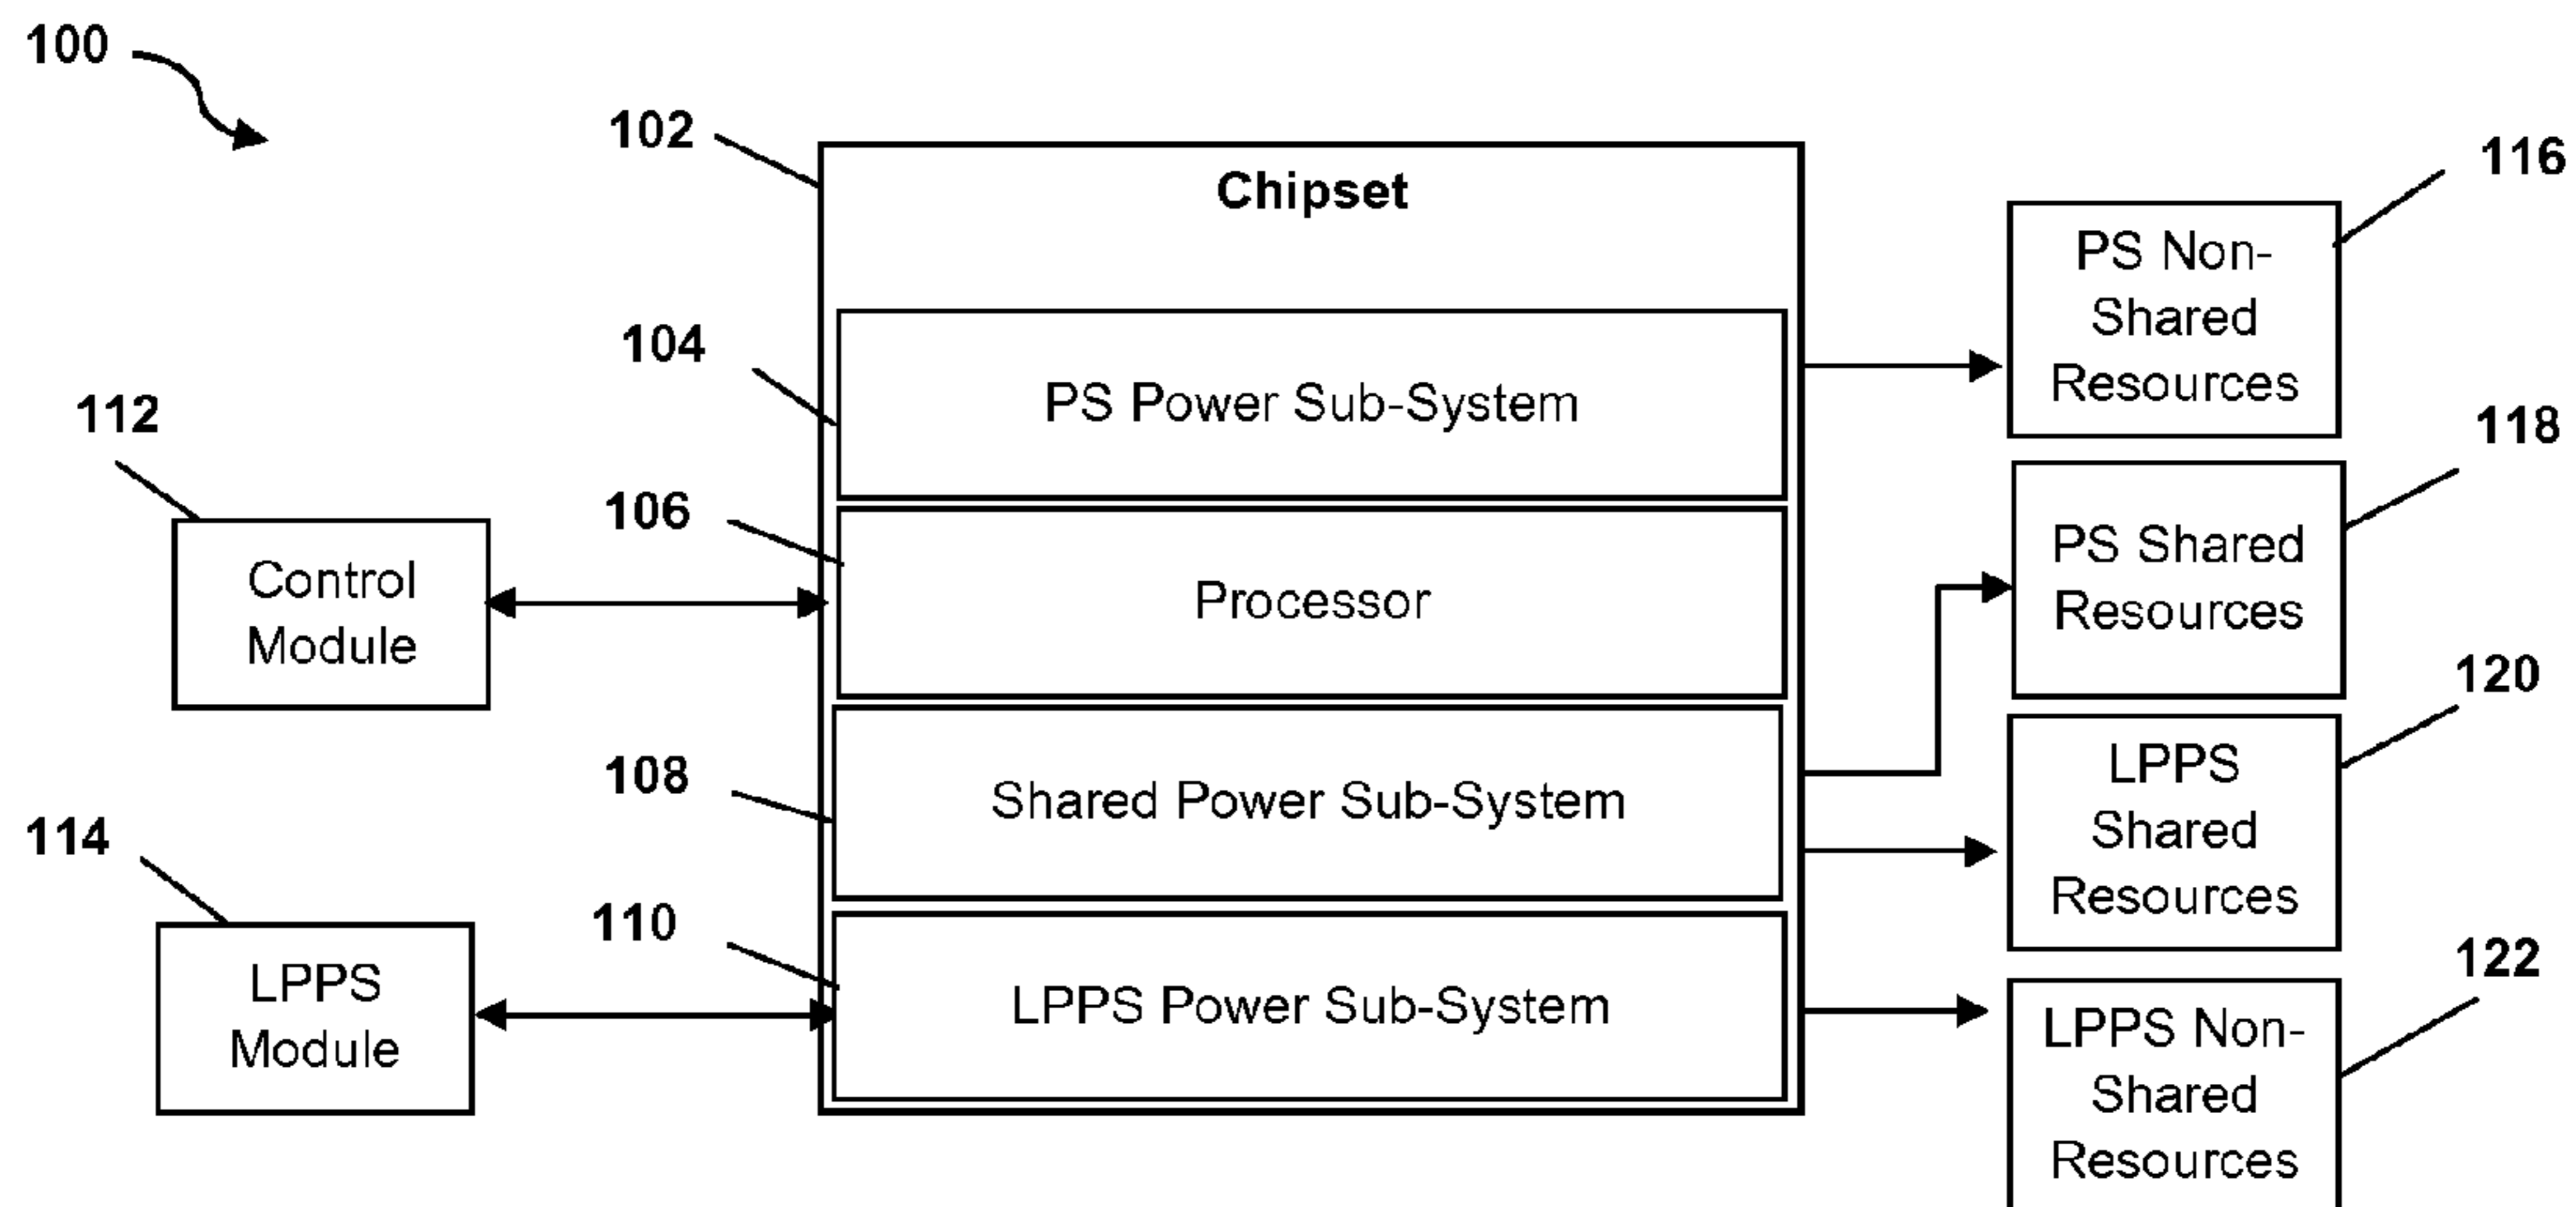 100
102
Chipset
116
PS Non-
Shared
Resources
104
PS Power Sub-System
112
118
106
Control
Module
Processor
PS Shared
Resources
120
108
Shared Power Sub-System
LPPS
Shared
Resources
114
110
LPPS
Module
LPPS Power Sub-System
122
LPPS Non-
Shared
Resources